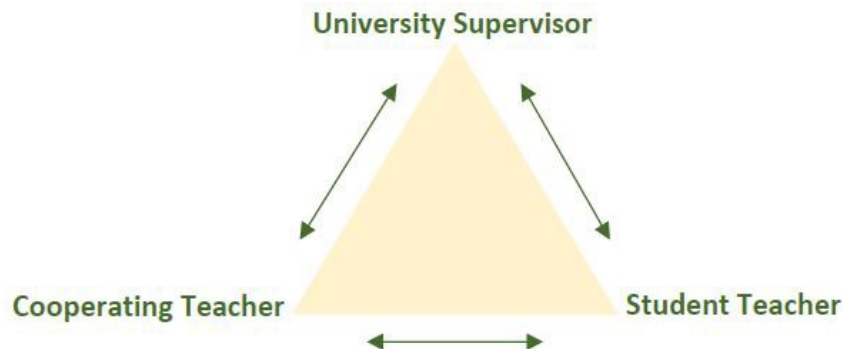 University Supervisor
Cooperating Teacher
Student Teacher